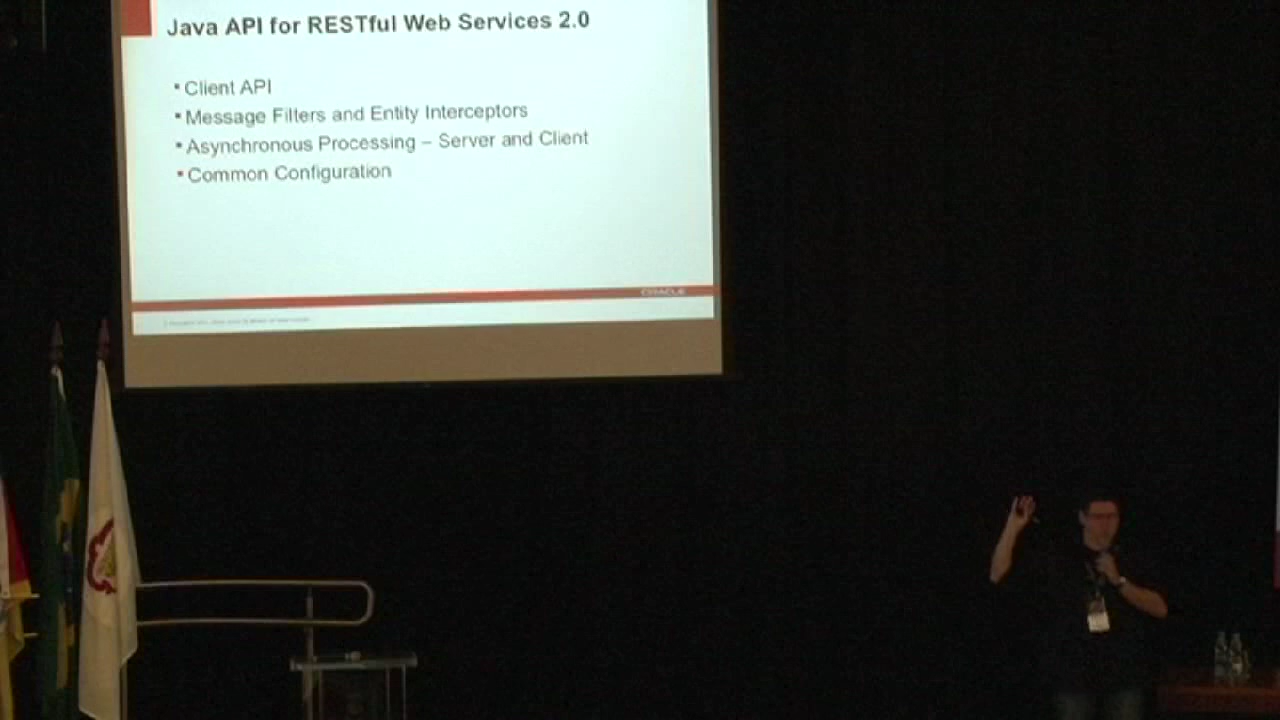 Java API for RESTful Web Services 2.0
▪ Client API
▪ Message Filters and Entity Interceptors
▪ Asynchronous Processing – Server and Client
▪ Common Configuration
ORACLE